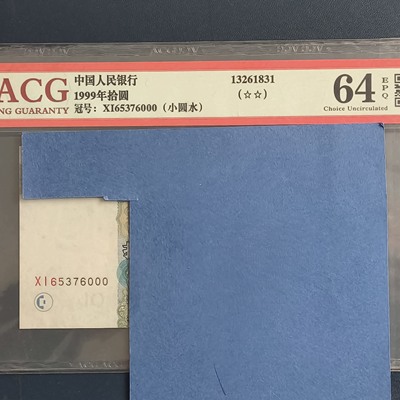 ACG
NG GUARANTY
中国人民银行
1999年拾圆
冠号：XI65376000（小圆水）
13261831
(☆☆)
64
EPQ
Choice Uncirculated
XI65376000